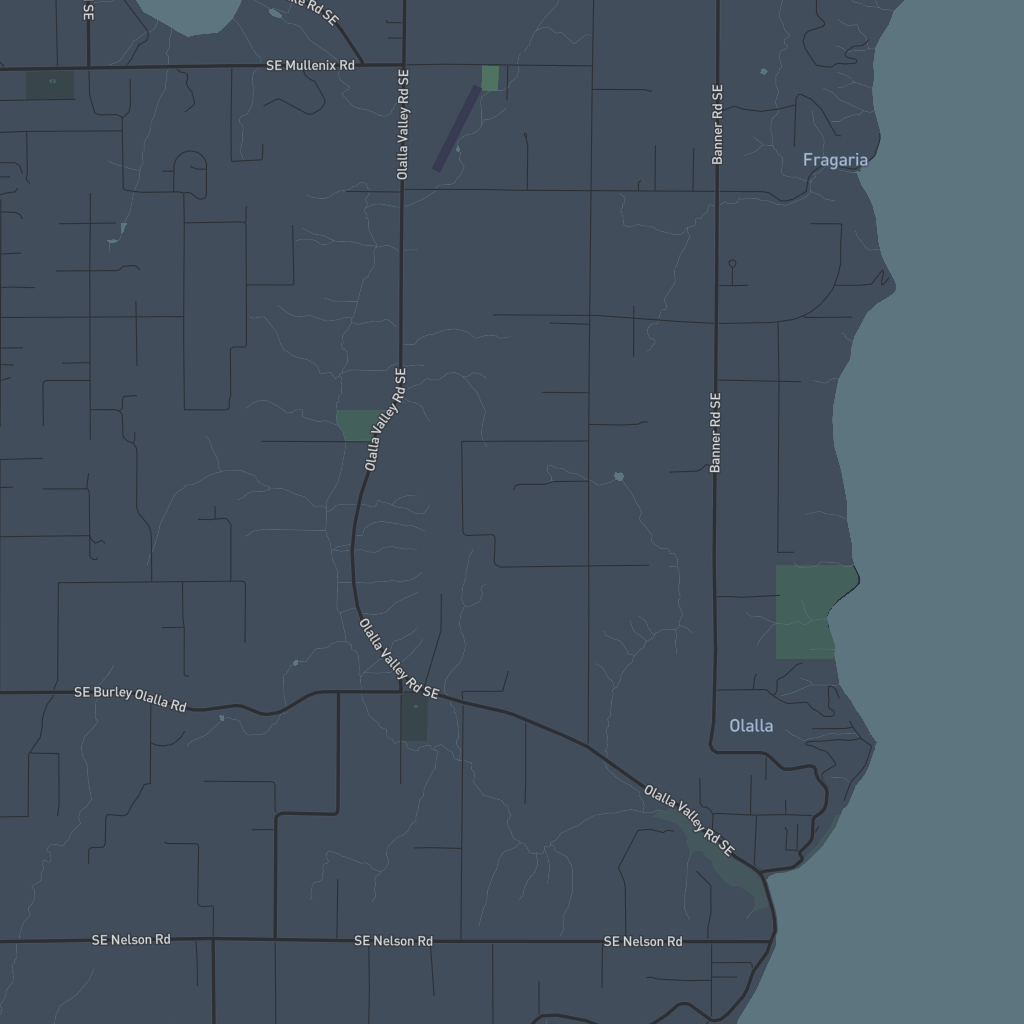 SE
ke Rd SE
SE Mullenix Rd
Olalla Valley Rd SE
Banner Rd SE
Fragaria
Olalla Valley Rd SE
Banner Rd SE
Olalla Valley Rd SE
SE Burley Olalla Rd
Olalla
Olalla Valley Rd SE
SE Nelson Rd
SE Nelson Rd
SE Nelson Rd